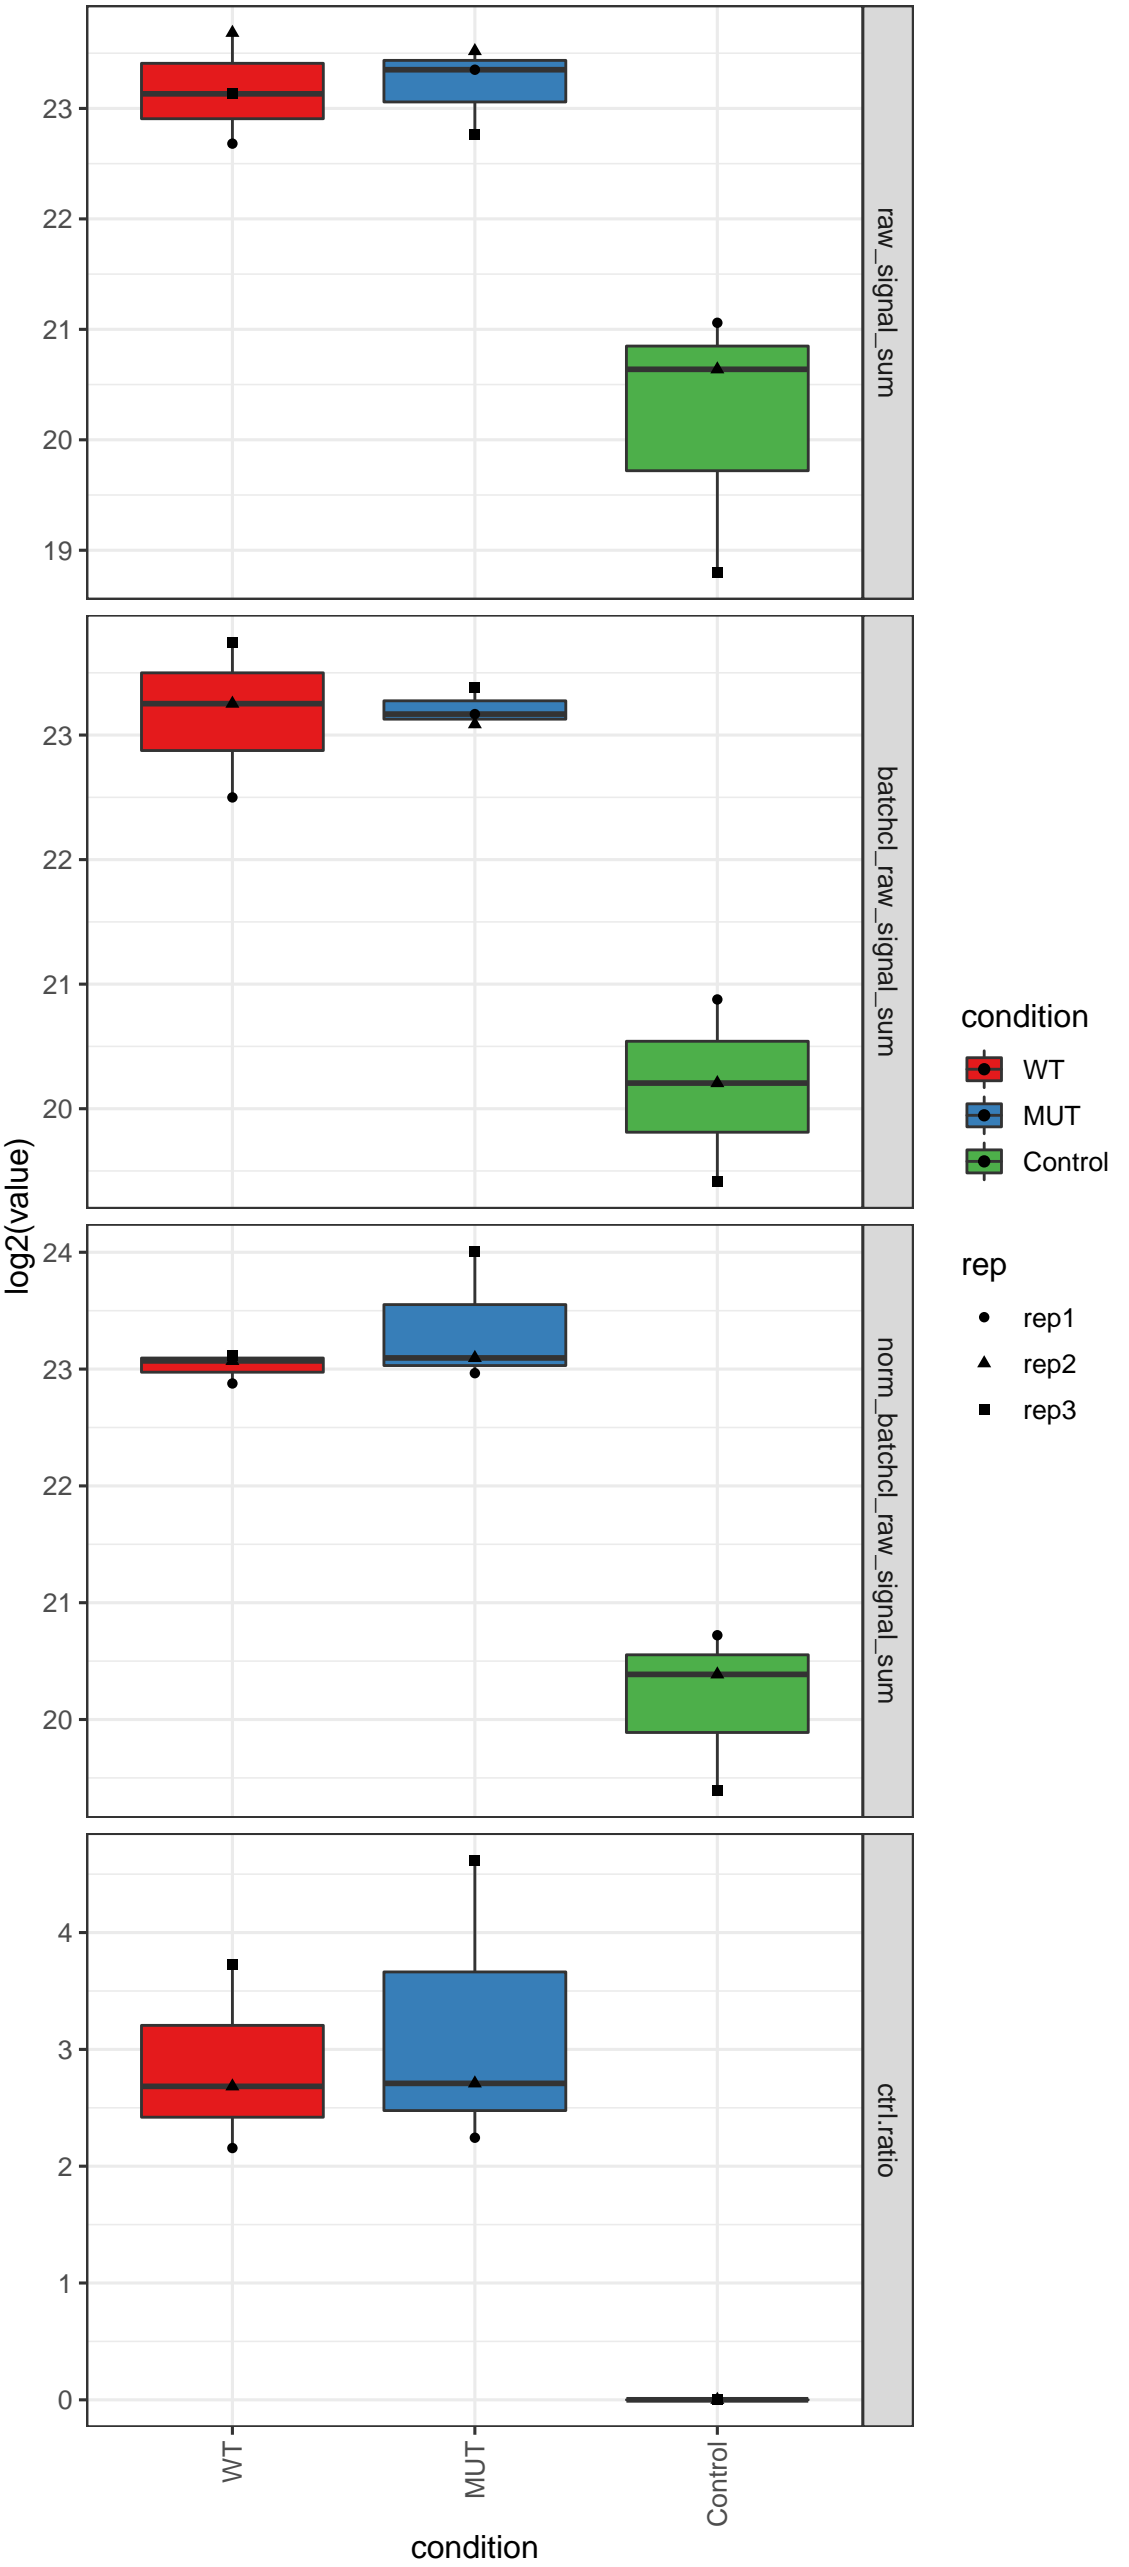 log2(value)
23
22
21
20
19
raw_signal_sum
23
22
21
20
batchcl_raw_signal_sum
24
23
22
21
20
norm_batchcl_raw_signal_sum
4
3
2
1
0
ctrl.ratio
WT
MUT
Control
condition
condition
WT
MUT
Control
rep
rep1
rep2
rep3